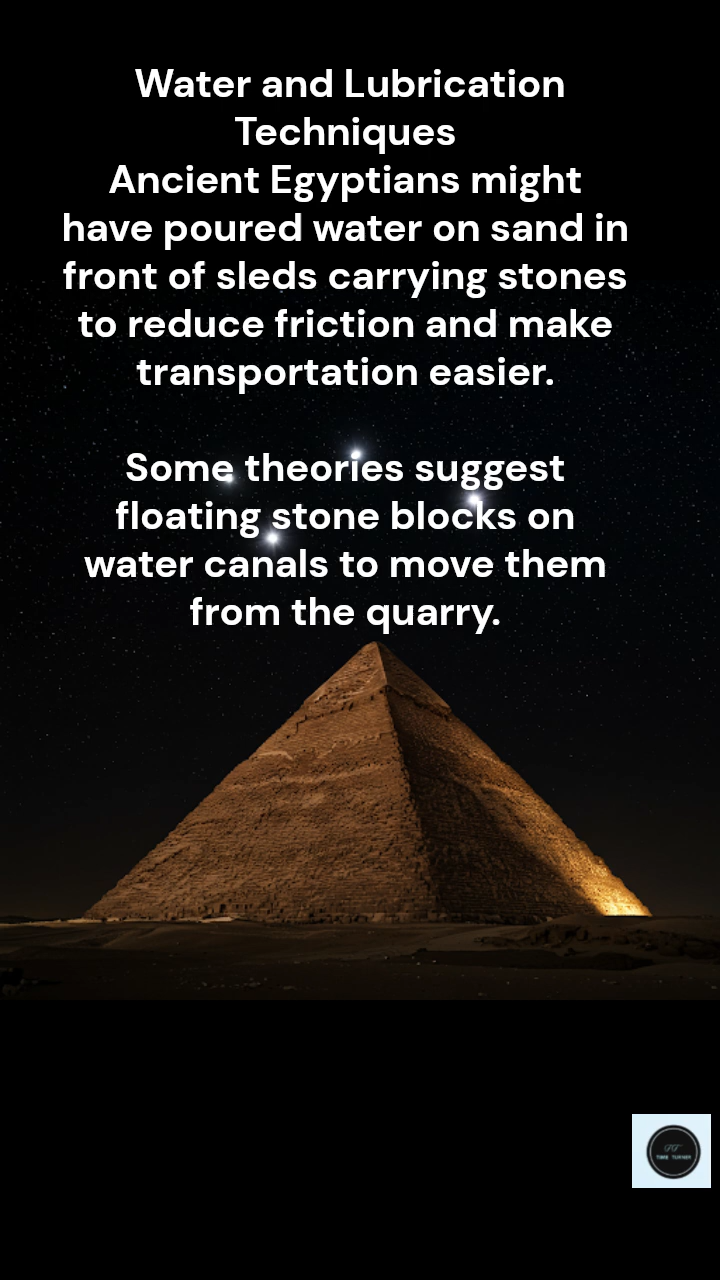 Water and Lubrication
Techniques
Ancient Egyptians might
have poured water on sand in
front of sleds carrying stones
to reduce friction and make
transportation easier.
Some theories suggest
floating stone blocks on
water canals to move them
from the quarry.
TIME TURNER